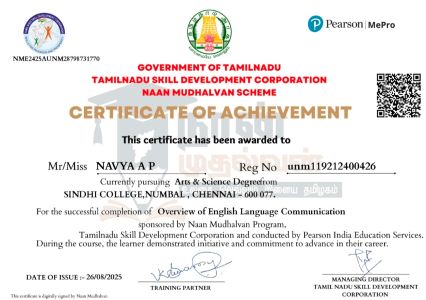 Pearson | MePro
NME2425AUNM28798731770
GOVERNMENT OF TAMILNADU
TAMILNADU SKILL DEVELOPMENT CORPORATION
NAAN MUDHALVAN SCHEME
CERTIFICATE OF ACHIEVEMENT
This certificate has been awarded to
நான்
முதல்வன்
Mr/Miss NAVYA A P Reg No unm119212400426
Currently pursuing Arts & Science Degreefrom
SINDHI COLLEGE,NUMBAL , CHENNAI - 600 077.
தமிழகம்
For the successful completion of Overview of English Language Communication
sponsored by Naan Mudhalvan Program,
Tamilnadu Skill Development Corporation and conducted by Pearson India Education Services.
During the course, the learner demonstrated initiative and commitment to advance in their career.
DATE OF ISSUE :- 26/08/2025
TRAINING PARTNER
MANAGING DIRECTOR
TAMIL NADU SKILL DEVELOPMENT
CORPORATION
This certificate is digitally signed by Naan Mudhalvan.